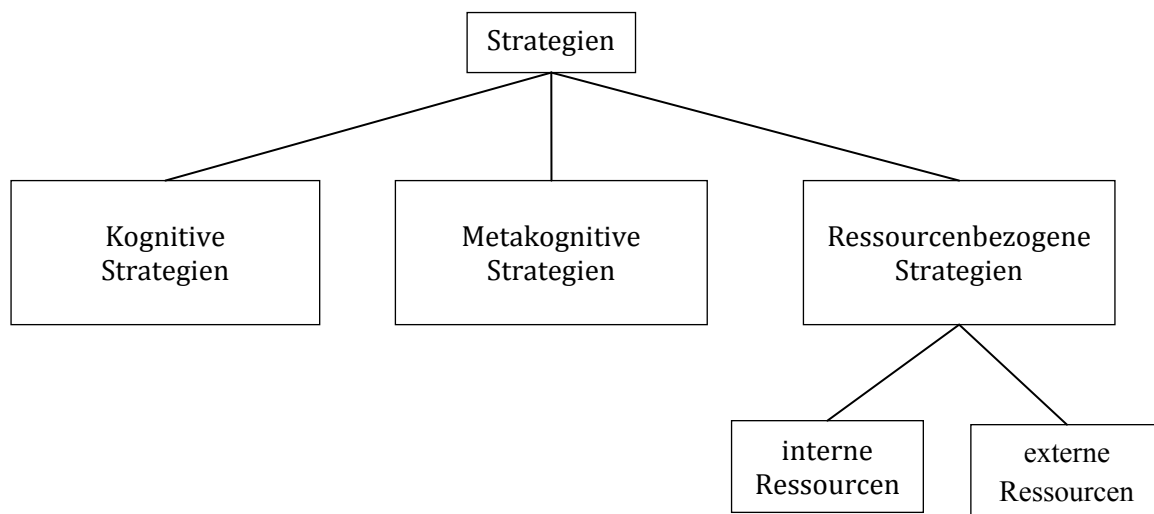 Strategien
Kognitive
Strategien
Metakognitive
Strategien
Ressourcenbezogene
Strategien
interne
Ressourcen
externe
Ressourcen